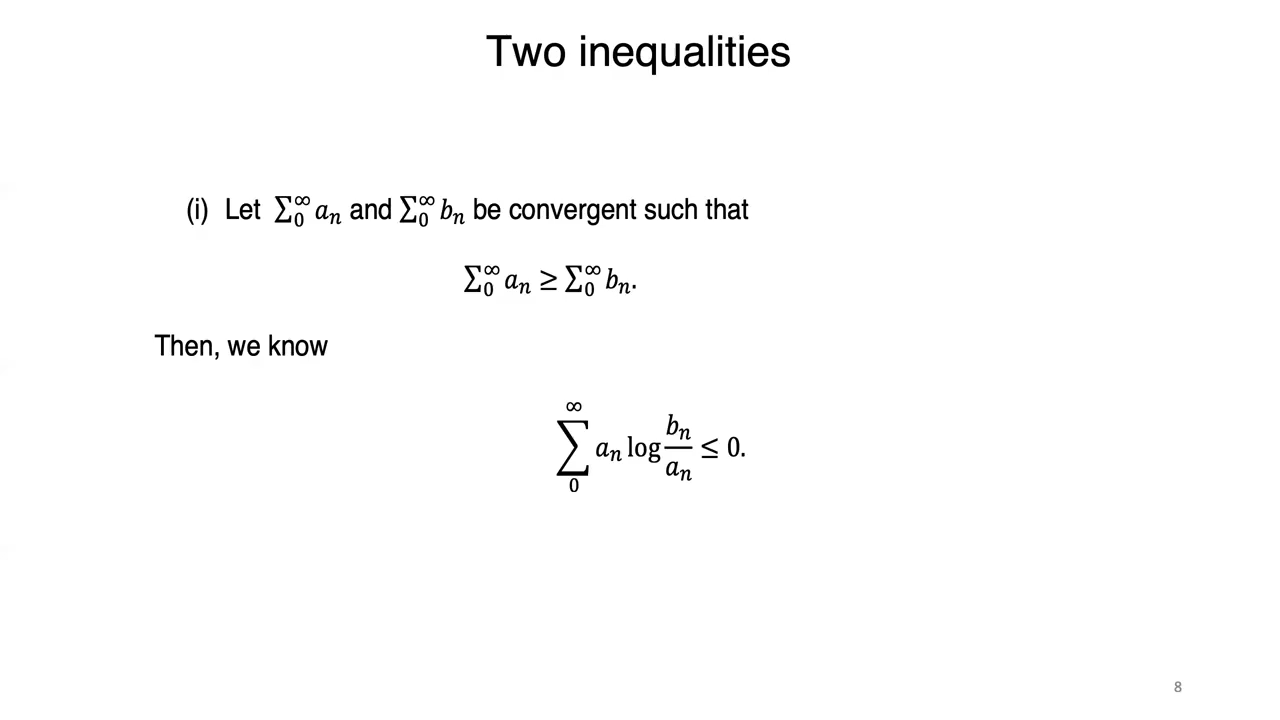 Two inequalities
(i) Let ∑₀^∞ aₙ and ∑₀^∞ bₙ be convergent such that
∑₀^∞ aₙ ≥ ∑₀^∞ bₙ.
Then, we know
∑₀^∞ aₙ log bₙ/aₙ ≤ 0.
8